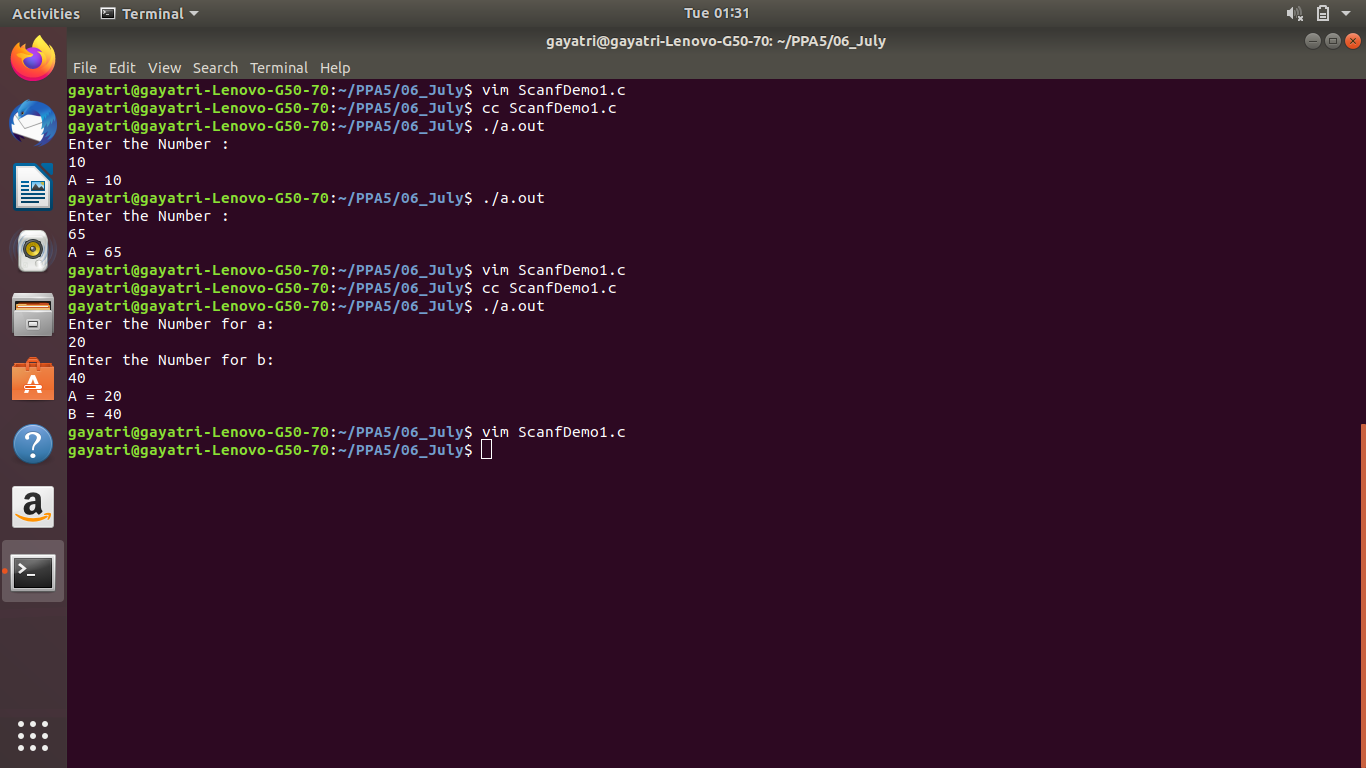 Activities Terminal Tue 01:31
gayatri@gayatri-Lenovo-G50-70: ~/PPA5/06_July
File Edit View Search Terminal Help
gayatri@gayatri-Lenovo-G50-70:~/PPA5/06_July$ vim ScanfDemo1.c
gayatri@gayatri-Lenovo-G50-70:~/PPA5/06_July$ cc ScanfDemo1.c
gayatri@gayatri-Lenovo-G50-70:~/PPA5/06_July$ ./a.out
Enter the Number :
10
A = 10
gayatri@gayatri-Lenovo-G50-70:~/PPA5/06_July$ ./a.out
Enter the Number :
65
A = 65
gayatri@gayatri-Lenovo-G50-70:~/PPA5/06_July$ vim ScanfDemo1.c
gayatri@gayatri-Lenovo-G50-70:~/PPA5/06_July$ cc ScanfDemo1.c
gayatri@gayatri-Lenovo-G50-70:~/PPA5/06_July$ ./a.out
Enter the Number for a:
20
Enter the Number for b:
40
A = 20
B = 40
gayatri@gayatri-Lenovo-G50-70:~/PPA5/06_July$ vim ScanfDemo1.c
gayatri@gayatri-Lenovo-G50-70:~/PPA5/06_July$